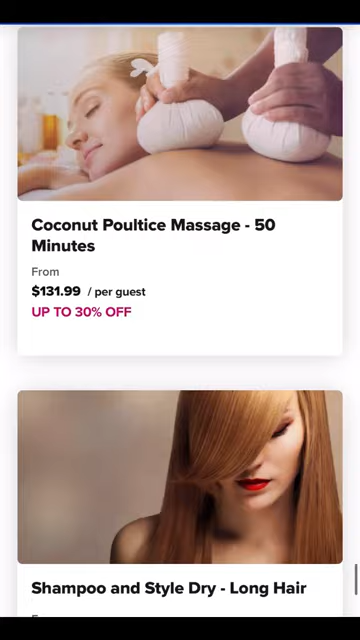 Coconut Poultice Massage - 50
Minutes
From
$131.99 / per guest
UP TO 30% OFF
Shampoo and Style Dry - Long Hair